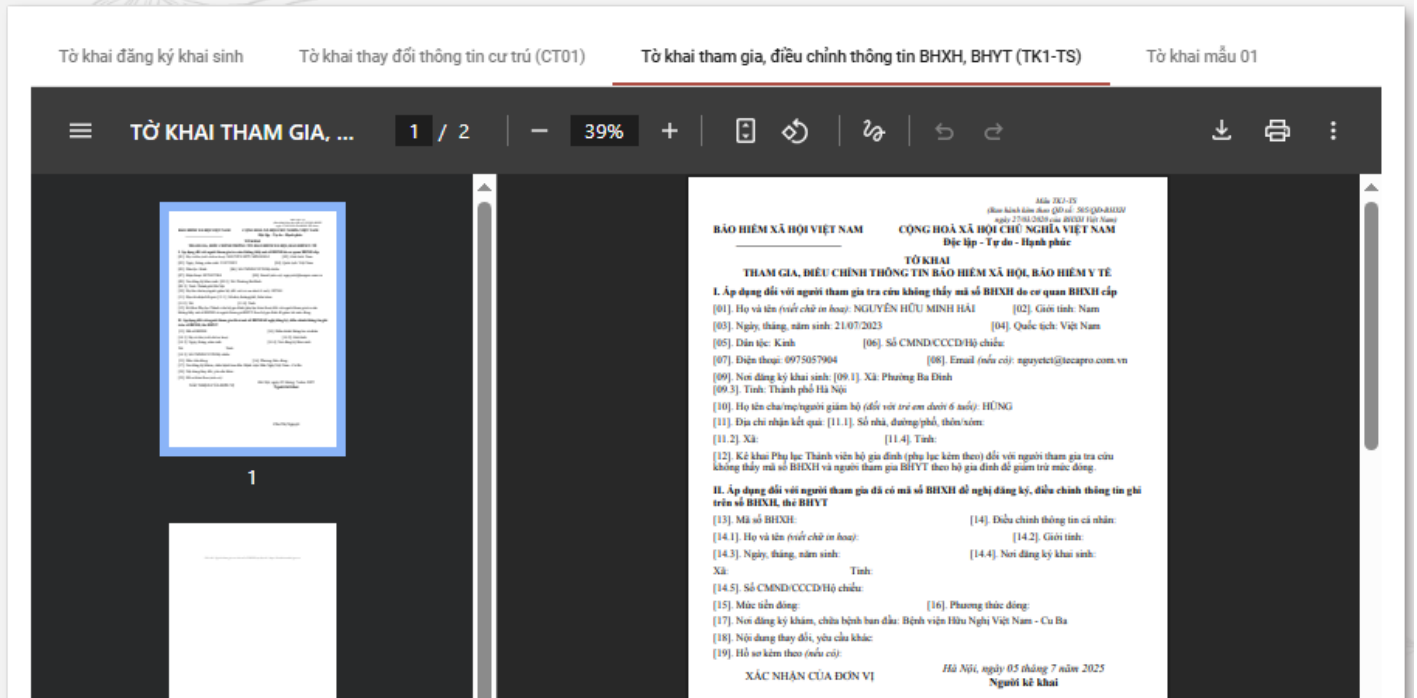 Tờ khai đăng ký khai sinh
Tờ khai thay đổi thông tin cư trú (CT01)
Tờ khai tham gia, điều chỉnh thông tin BHXH, BHYT (TK1-TS)
Tờ khai mẫu 01
TỜ KHAI THAM GIA, ...
1 / 2
39%
1
Mẫu TK1-TS
(Ban hành kèm theo QĐ số: 505/QĐ-BHXH
ngày 27/03/2020 của BHXH Việt Nam)
BẢO HIỂM XÃ HỘI VIỆT NAM
CỘNG HOÀ XÃ HỘI CHỦ NGHĨA VIỆT NAM
Độc lập - Tự do - Hạnh phúc
TỜ KHAI
THAM GIA, ĐIỀU CHỈNH THÔNG TIN BẢO HIỂM XÃ HỘI, BẢO HIỂM Y TẾ
I. Áp dụng đối với người tham gia tra cứu không thấy mã số BHXH do cơ quan BHXH cấp
[01]. Họ và tên (viết chữ in hoa): NGUYỄN HỮU MINH HẢI [02]. Giới tính: Nam
[03]. Ngày, tháng, năm sinh: 21/07/2023 [04]. Quốc tịch: Việt Nam
[05]. Dân tộc: Kinh [06]. Số CMND/CCCD/Hộ chiếu:
[07]. Điện thoại: 0975057904 [08]. Email (nếu có): nguyetct@tecapro.com.vn
[09]. Nơi đăng ký khai sinh: [09.1]. Xã: Phường Ba Đình
[09.3]. Tỉnh: Thành phố Hà Nội
[10]. Họ tên cha/mẹ/người giám hộ (đối với trẻ em dưới 6 tuổi): HÙNG
[11]. Địa chỉ nhận kết quả: [11.1]. Số nhà, đường/phố, thôn/xóm:
[11.2]. Xã: [11.4]. Tỉnh:
[12]. Kê khai Phụ lục Thành viên hộ gia đình (phụ lục kèm theo) đối với người tham gia tra cứu
không thấy mã số BHXH và người tham gia BHYT theo hộ gia đình để giảm trừ mức đóng.
II. Áp dụng đối với người tham gia đã có mã số BHXH đề nghị đăng ký, điều chỉnh thông tin ghi
trên sổ BHXH, thẻ BHYT
[13]. Mã số BHXH: [14]. Điều chỉnh thông tin cá nhân:
[14.1]. Họ và tên (viết chữ in hoa): [14.2]. Giới tính:
[14.3]. Ngày, tháng, năm sinh: [14.4]. Nơi đăng ký khai sinh:
Xã: Tỉnh:
[14.5]. Số CMND/CCCD/Hộ chiếu:
[15]. Mức tiền đóng: [16]. Phương thức đóng:
[17]. Nơi đăng ký khám, chữa bệnh ban đầu: Bệnh viện Hữu Nghị Việt Nam - Cu Ba
[18]. Nội dung thay đổi, yêu cầu khác:
[19]. Hồ sơ kèm theo (nếu có):
XÁC NHẬN CỦA ĐƠN VỊ
Hà Nội, ngày 05 tháng 7 năm 2025
Người kê khai